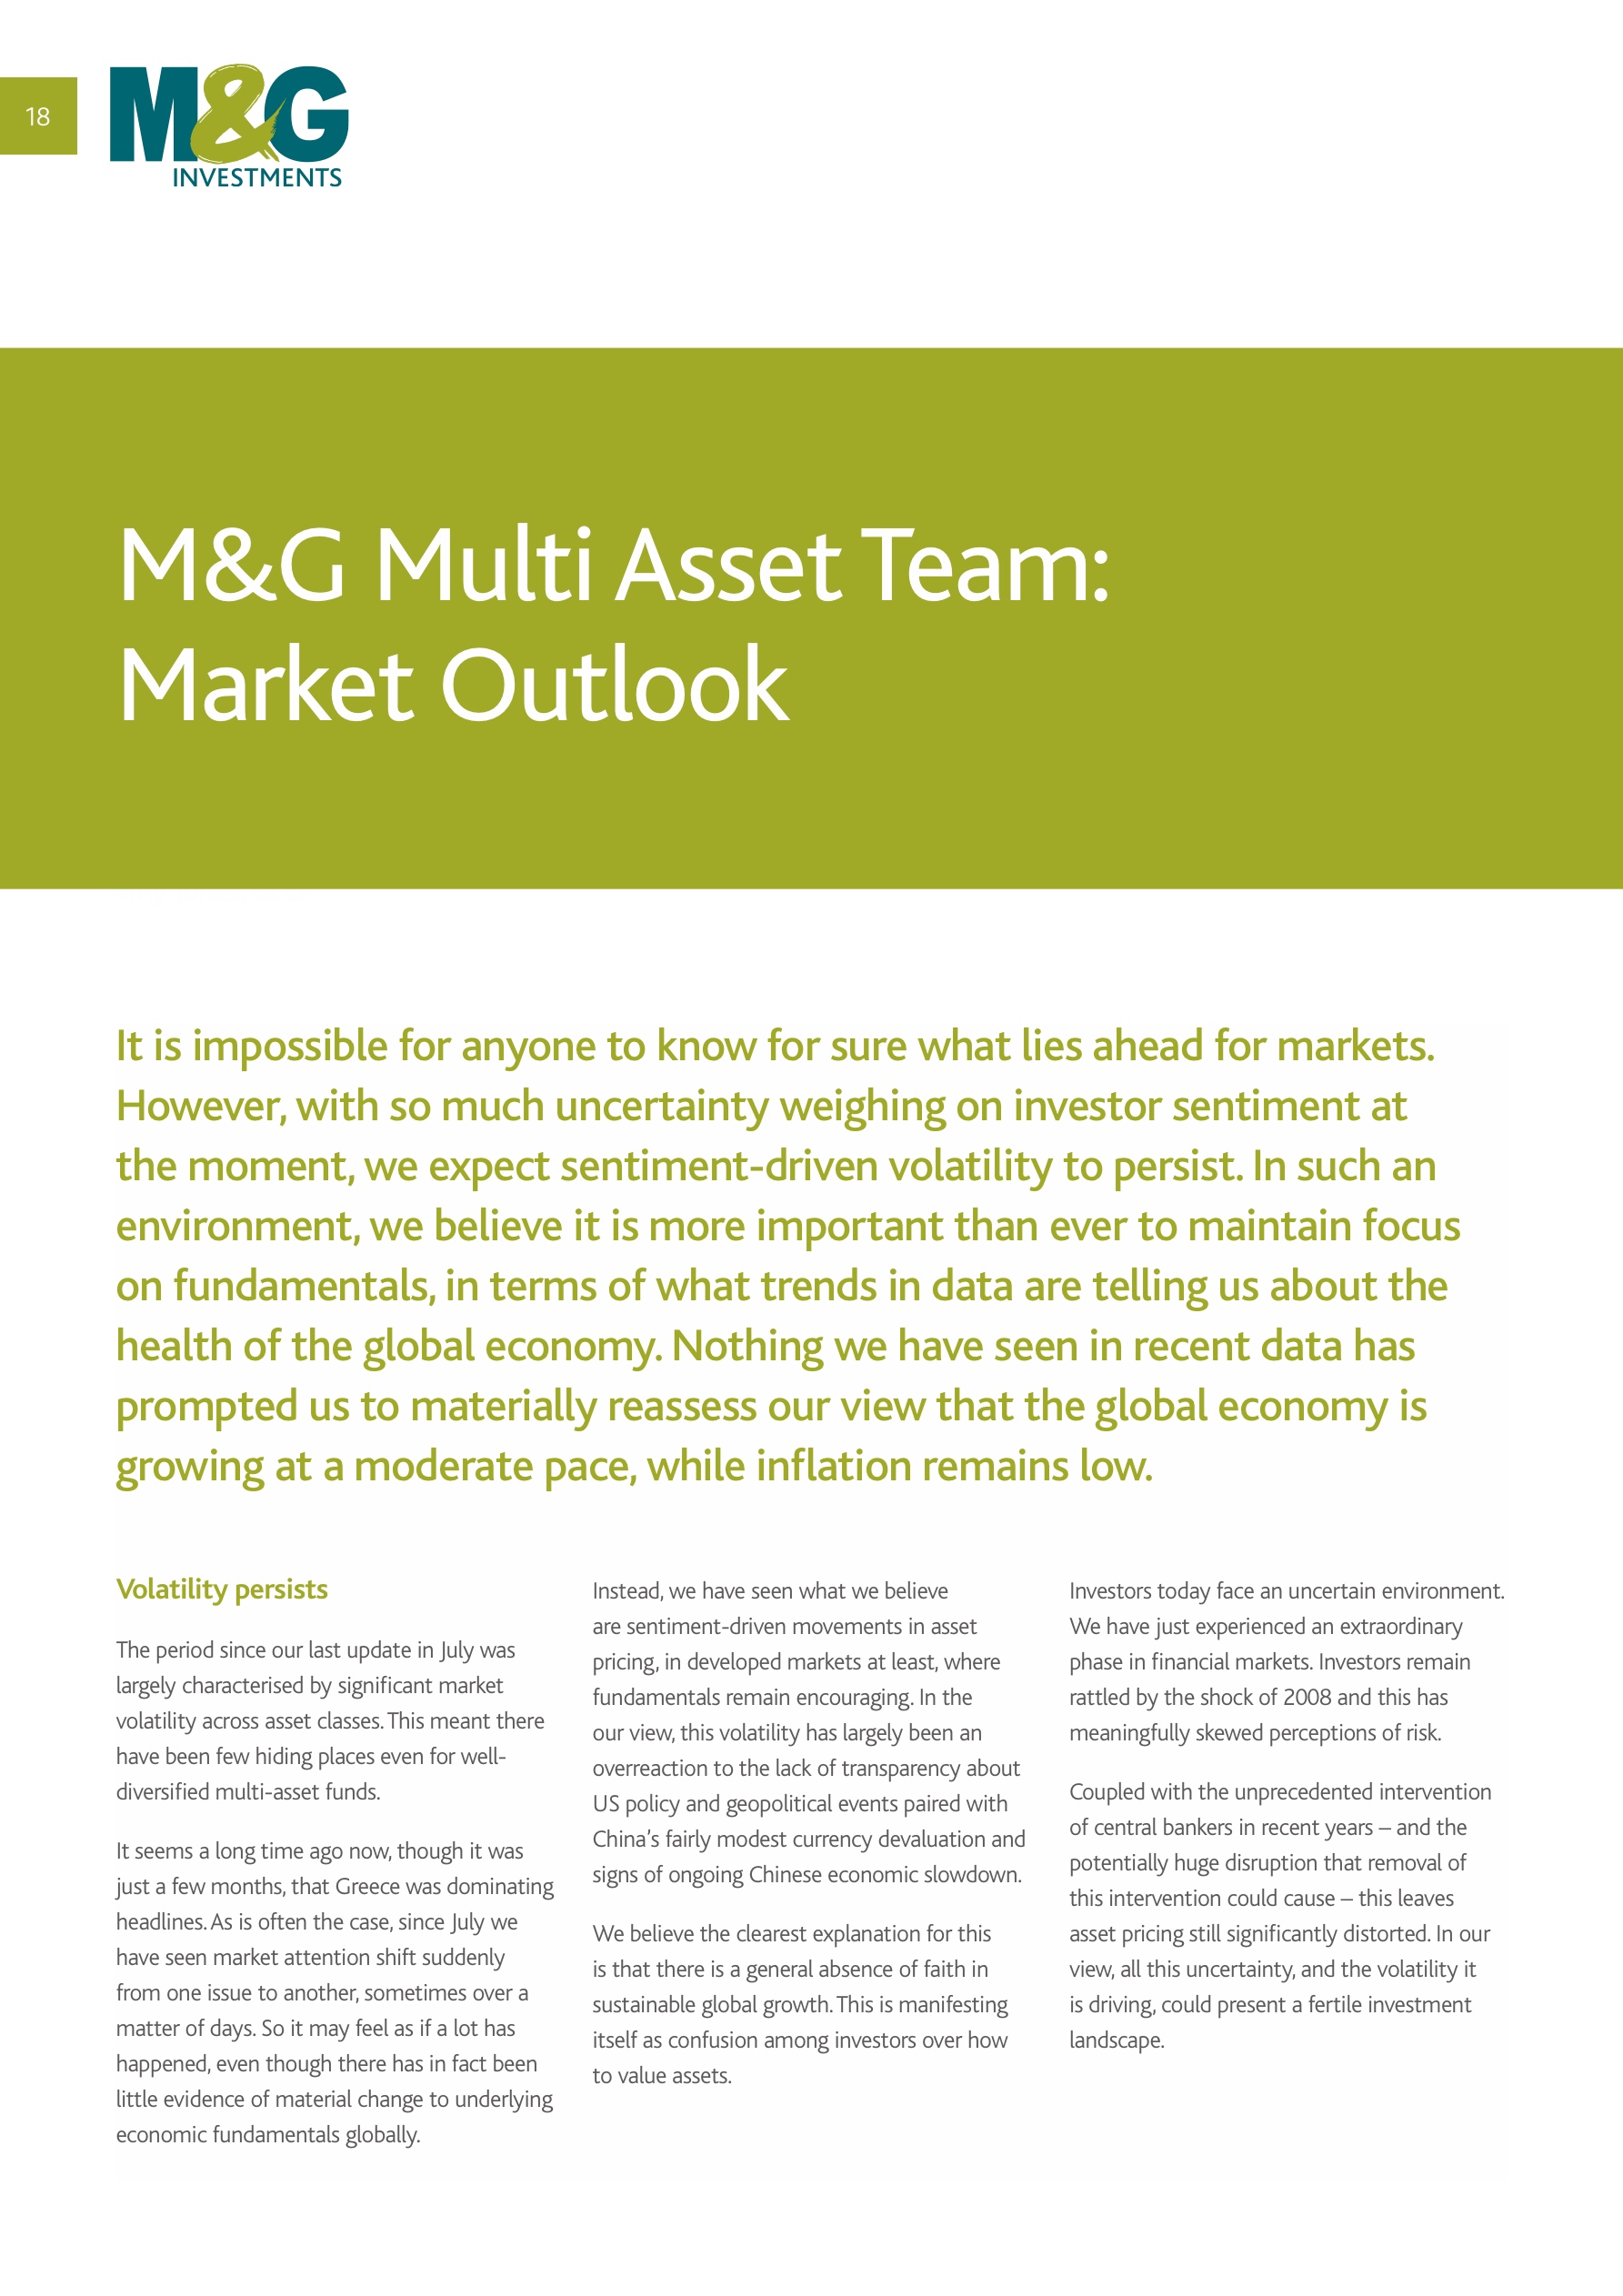 18
M&G
INVESTMENTS
M&G Multi Asset Team:
Market Outlook
It is impossible for anyone to know for sure what lies ahead for markets.
However, with so much uncertainty weighing on investor sentiment at
the moment, we expect sentiment-driven volatility to persist. In such an
environment, we believe it is more important than ever to maintain focus
on fundamentals, in terms of what trends in data are telling us about the
health of the global economy. Nothing we have seen in recent data has
prompted us to materially reassess our view that the global economy is
growing at a moderate pace, while inflation remains low.
Volatility persists
The period since our last update in July was
largely characterised by significant market
volatility across asset classes. This meant there
have been few hiding places even for well-
diversified multi-asset funds.
It seems a long time ago now, though it was
just a few months, that Greece was dominating
headlines. As is often the case, since July we
have seen market attention shift suddenly
from one issue to another, sometimes over a
matter of days. So it may feel as if a lot has
happened, even though there has in fact been
little evidence of material change to underlying
economic fundamentals globally.
Instead, we have seen what we believe
are sentiment-driven movements in asset
pricing, in developed markets at least, where
fundamentals remain encouraging. In the
our view, this volatility has largely been an
overreaction to the lack of transparency about
US policy and geopolitical events paired with
China's fairly modest currency devaluation and
signs of ongoing Chinese economic slowdown.
We believe the clearest explanation for this
is that there is a general absence of faith in
sustainable global growth. This is manifesting
itself as confusion among investors over how
to value assets.
Investors today face an uncertain environment.
We have just experienced an extraordinary
phase in financial markets. Investors remain
rattled by the shock of 2008 and this has
meaningfully skewed perceptions of risk.
Coupled with the unprecedented intervention
of central bankers in recent years – and the
potentially huge disruption that removal of
this intervention could cause – this leaves
asset pricing still significantly distorted. In our
view, all this uncertainty, and the volatility it
is driving, could present a fertile investment
landscape.